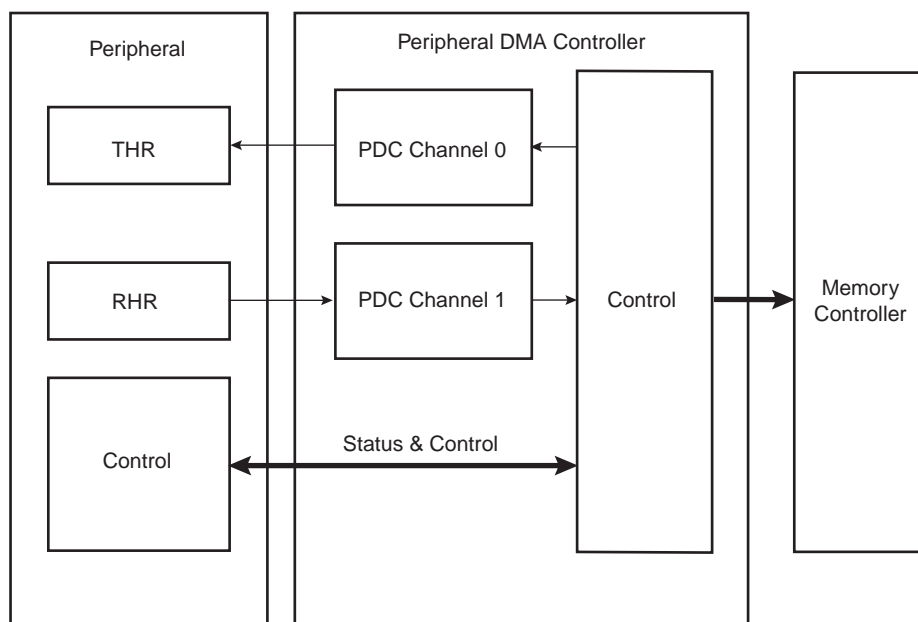 Peripheral
Peripheral DMA Controller
THR
PDC Channel 0
RHR
PDC Channel 1
Control
Memory
Controller
Control
Status & Control